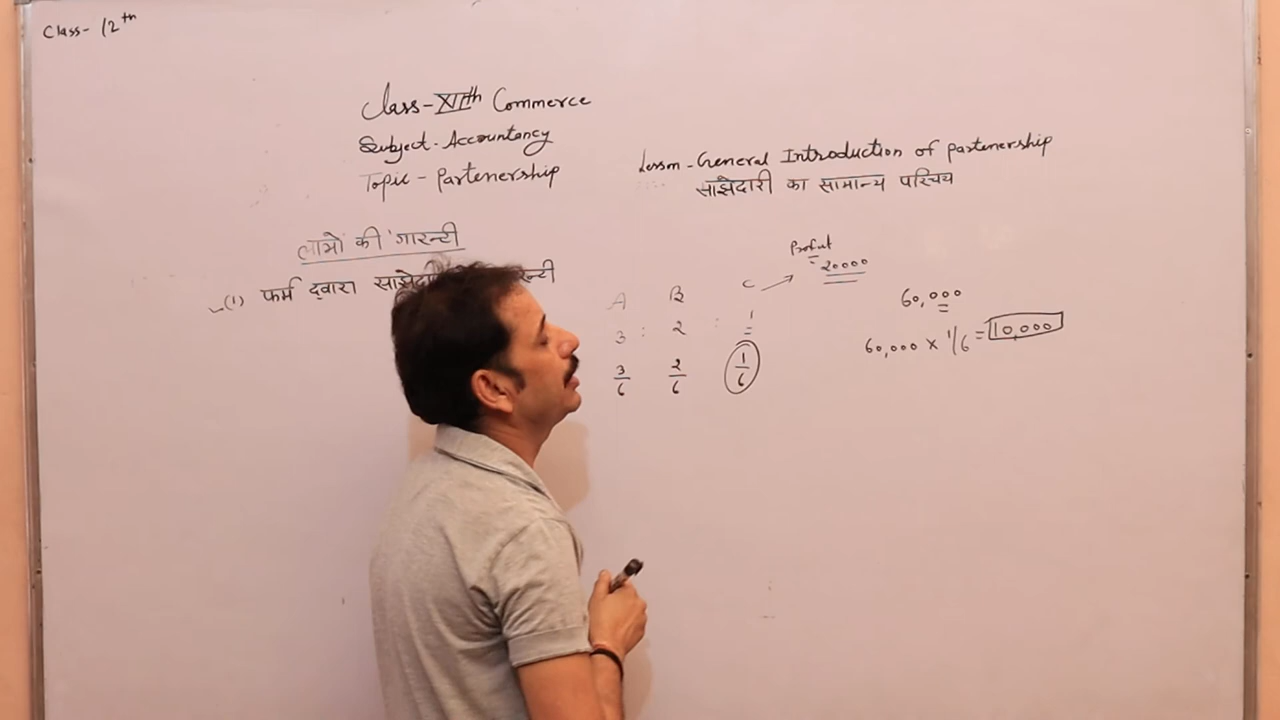 Class- 12th
Class-XIIth Commerce
Subject-Accountancy
Topic-Partenership
Lesson-General Introduction of partenership
साझेदारी का सामान्य परिचय
लाभों की गारन्टी
(1) फर्म द्वारा
A B C
3 : 2 : 1
3/6 2/6 1/6
Profit
20000
60,000
60,000 x 1/6 = 10,000